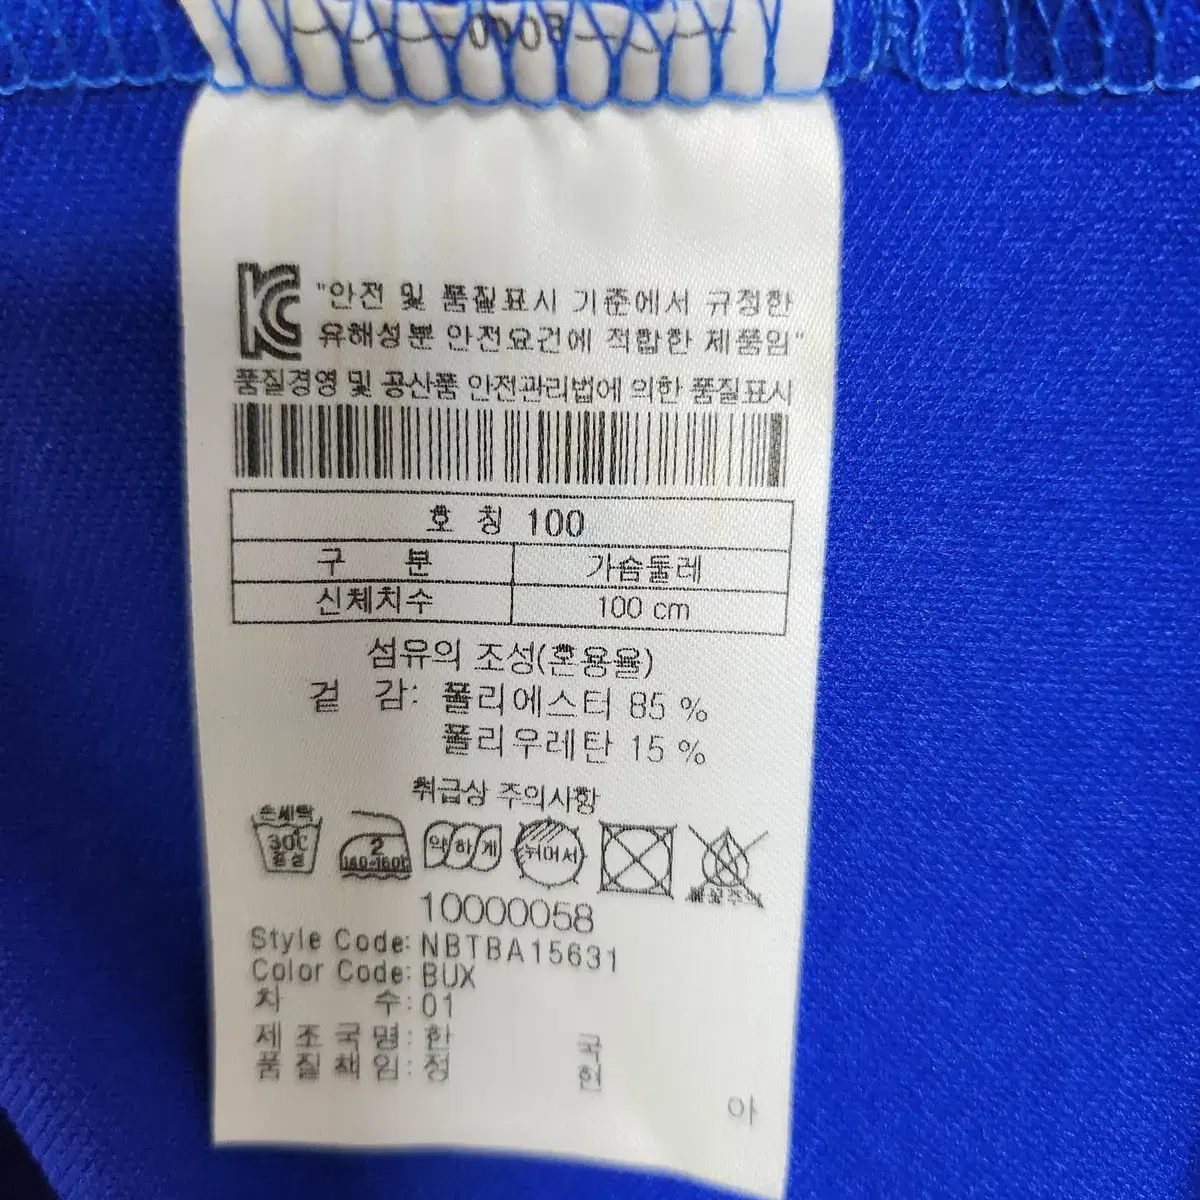 0003
KC "안전 및 품질표시 기준에서 규정한
유해성분 안전요건에 적합한 제품임"
품질경영 및 공산품 안전관리법에 의한 품질표시
호 칭 100
구 분 가슴둘레
신체치수 100 cm
섬유의 조성(혼용율)
겉 감: 폴리에스터 85 %
폴리우레탄 15 %
취급상 주의사항
손세탁
30℃ 중성 2 140~160℃ 약하게 뉘어서
10000058
Style Code: NBTBA15631
Color Code: BUX
차 수: 01
제 조 국 명: 한 국
품 질 책 임: 정 현
아